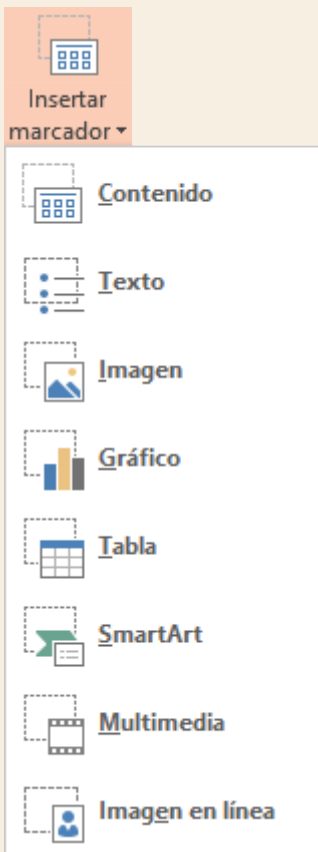 Insertar
marcador
Contenido
Texto
Imagen
Gráfico
Tabla
SmartArt
Multimedia
Imagen en línea